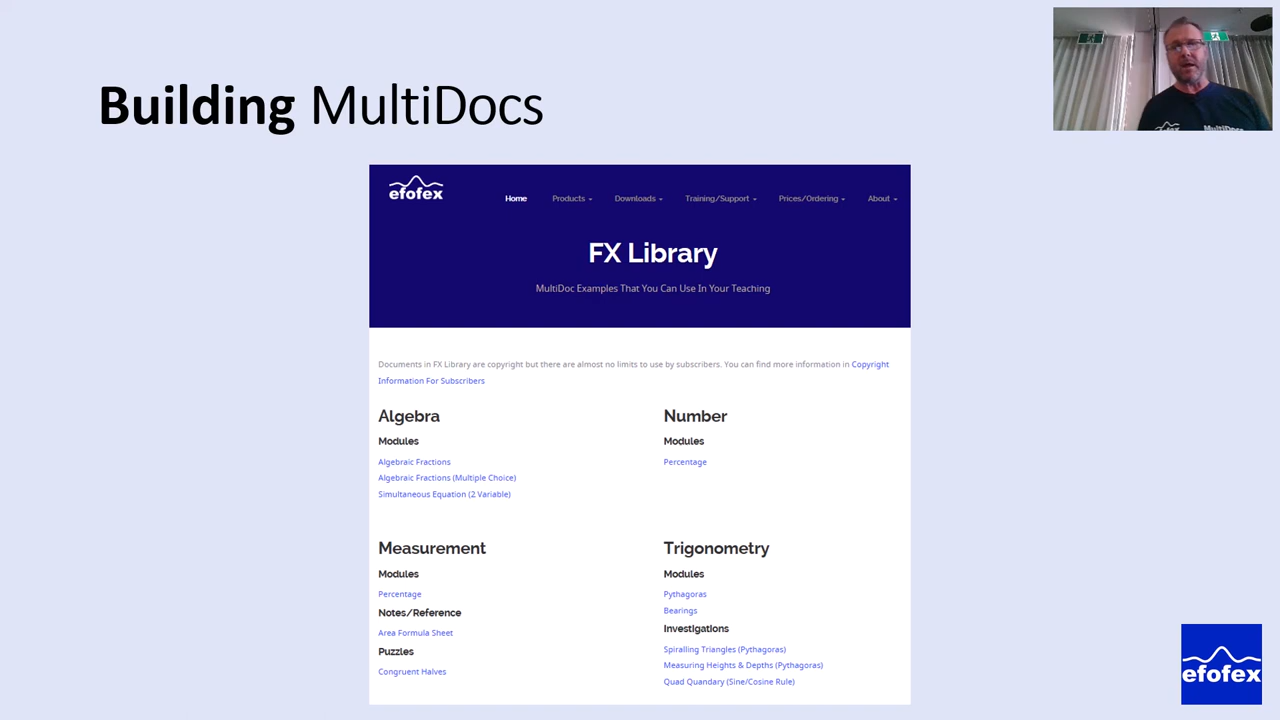 Building MultiDocs
efofex
Home Products Downloads Training/Support Prices/Ordering About
FX Library
MultiDoc Examples That You Can Use In Your Teaching
Documents in FX Library are copyright but there are almost no limits to use by subscribers. You can find more information in Copyright
Information For Subscribers
Algebra
Modules
Algebraic Fractions
Algebraic Fractions (Multiple Choice)
Simultaneous Equation (2 Variable)
Number
Modules
Percentage
Measurement
Modules
Percentage
Notes/Reference
Area Formula Sheet
Puzzles
Congruent Halves
Trigonometry
Modules
Pythagoras
Bearings
Investigations
Spiralling Triangles (Pythagoras)
Measuring Heights & Depths (Pythagoras)
Quad Quandary (Sine/Cosine Rule)
efofex MultiDocs
efofex